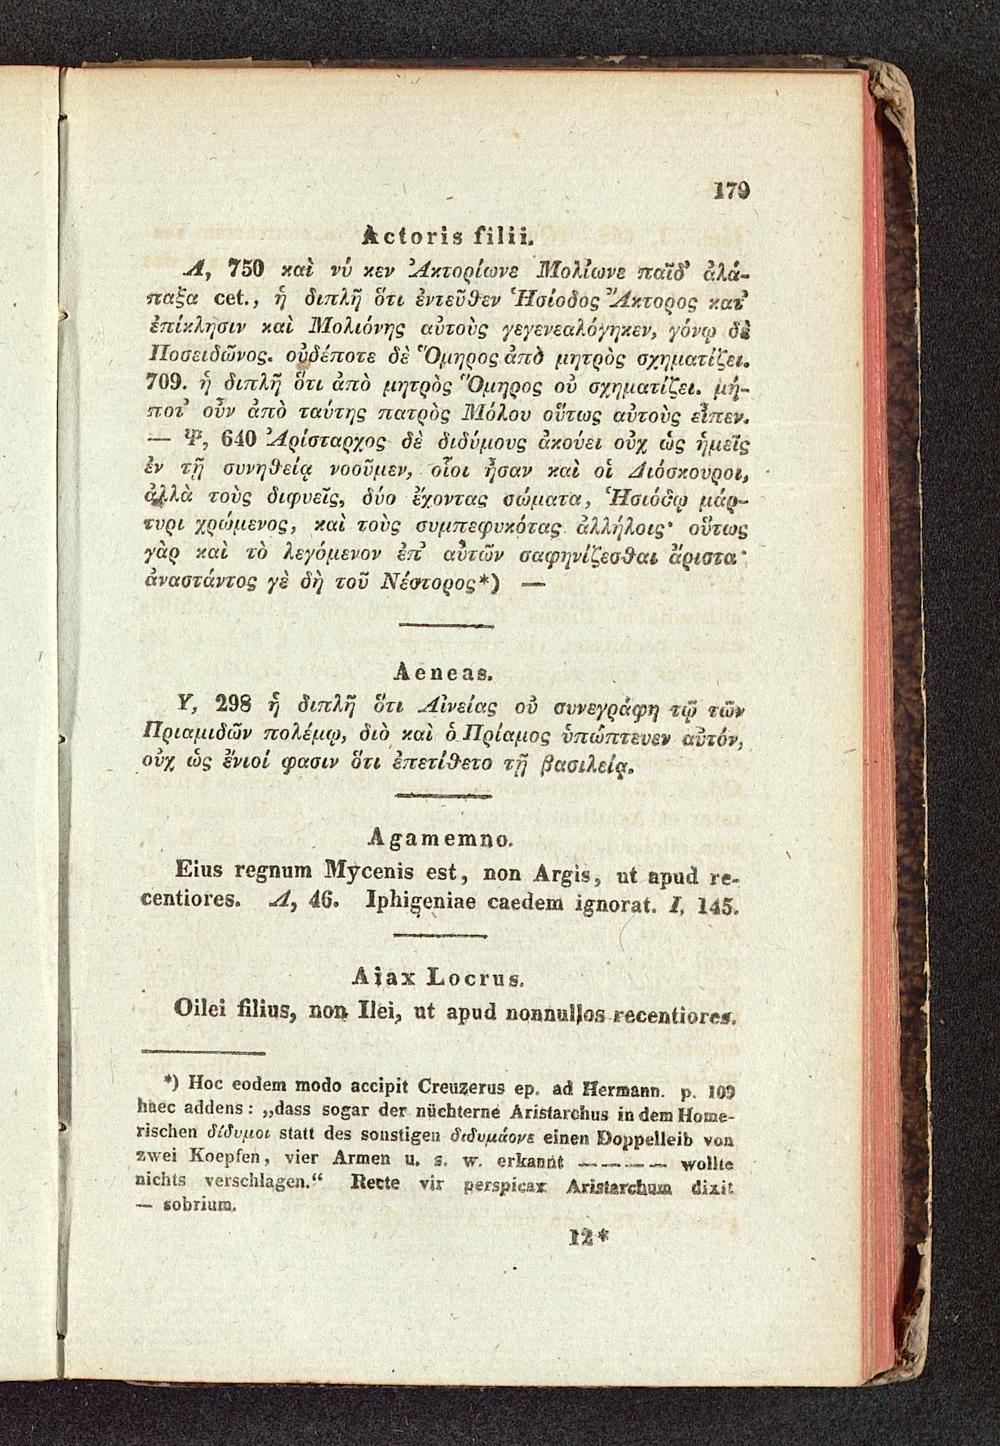 179
Actoris filii.
Λ, 750 καὶ νύ κεν Ἀκτορίωνε Μολίωνε παῖδ᾽ ἀλά-
παξα cet., ἡ διπλῆ ὅτι ἐντεῦθεν Ἡσίοδος Ἄκτορος κατ᾽
ἐπίκλησιν καὶ Μολιόνης αὐτοὺς γεγενεαλόγηκεν, γόνῳ δὲ
Ποσειδῶνος. οὐδέποτε δὲ Ὅμηρος ἀπὸ μητρὸς σχηματίζει.
709. ἡ διπλῆ ὅτι ἀπὸ μητρὸς Ὅμηρος οὐ σχηματίζει. μή-
ποτ᾽ οὖν ἀπὸ ταύτης πατρὸς Μόλου οὕτως αὐτοὺς εἶπεν.
— Ψ, 640 Ἀρίσταρχος δὲ διδύμους ἀκούει οὐχ ὡς ἡμεῖς
ἐν τῇ συνηθείᾳ νοοῦμεν, οἷοι ἦσαν καὶ οἱ Διόσκουροι,
ἀλλὰ τοὺς διφυεῖς, δύο ἔχοντας σώματα, Ἡσιόδῳ μάρ-
τυρι χρώμενος, καὶ τοὺς συμπεφυκότας ἀλλήλοις· οὕτως
γὰρ καὶ τὸ λεγόμενον ἐπ᾽ αὐτῶν σαφηνίζεσθαι ἄριστα·
ἀναστάντος γὲ δὴ τοῦ Νέστορος*) —
Aeneas.
Υ, 298 ἡ διπλῆ ὅτι Αἰνείας οὐ συνεγράφη τῷ τῶν
Πριαμιδῶν πολέμῳ, διὸ καὶ ὁ Πρίαμος ὑπώπτευεν αὐτόν,
οὐχ ὡς ἔνιοί φασιν ὅτι ἐπετίθετο τῇ βασιλείᾳ.
Agamemno.
Eius regnum Mycenis est, non Argis, ut apud re-
centiores. Λ, 46. Iphigeniae caedem ignorat. I, 145.
Aiax Locrus.
Oilei filius, non Ilei, ut apud nonnullos recentiores.
*) Hoc eodem modo accipit Creuzerus ep. ad Hermann. p. 109
haec addens: „dass sogar der nüchterne Aristarchus in dem Home-
rischen δίδυμοι statt des sonstigen διδυμάονε einen Doppelleib von
zwei Koepfen, vier Armen u. s. w. erkannt — — — — wollte
nichts verschlagen.“ Recte vir perspicax Aristarchum dixit
— sobrium.
12*